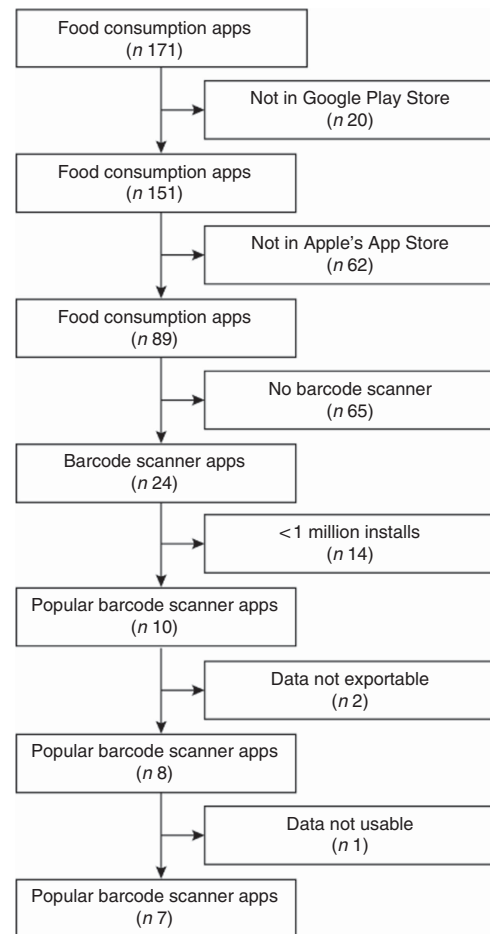 Food consumption apps
(n 171)
Not in Google Play Store
(n 20)
Food consumption apps
(n 151)
Not in Apple's App Store
(n 62)
Food consumption apps
(n 89)
No barcode scanner
(n 65)
Barcode scanner apps
(n 24)
<1 million installs
(n 14)
Popular barcode scanner apps
(n 10)
Data not exportable
(n 2)
Popular barcode scanner apps
(n 8)
Data not usable
(n 1)
Popular barcode scanner apps
(n 7)